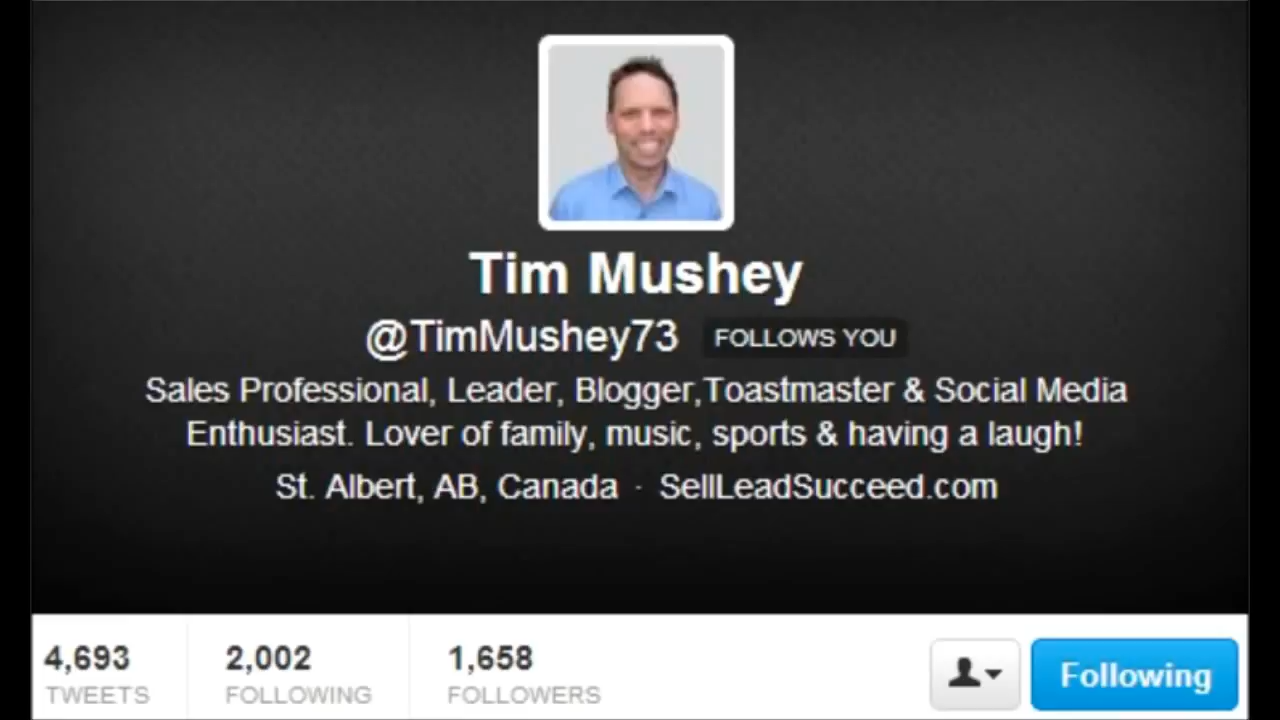 Tim Mushey
@TimMushey73 FOLLOWS YOU
Sales Professional, Leader, Blogger,Toastmaster & Social Media
Enthusiast. Lover of family, music, sports & having a laugh!
St. Albert, AB, Canada · SellLeadSucceed.com
4,693 2,002 1,658
TWEETS FOLLOWING FOLLOWERS
Following